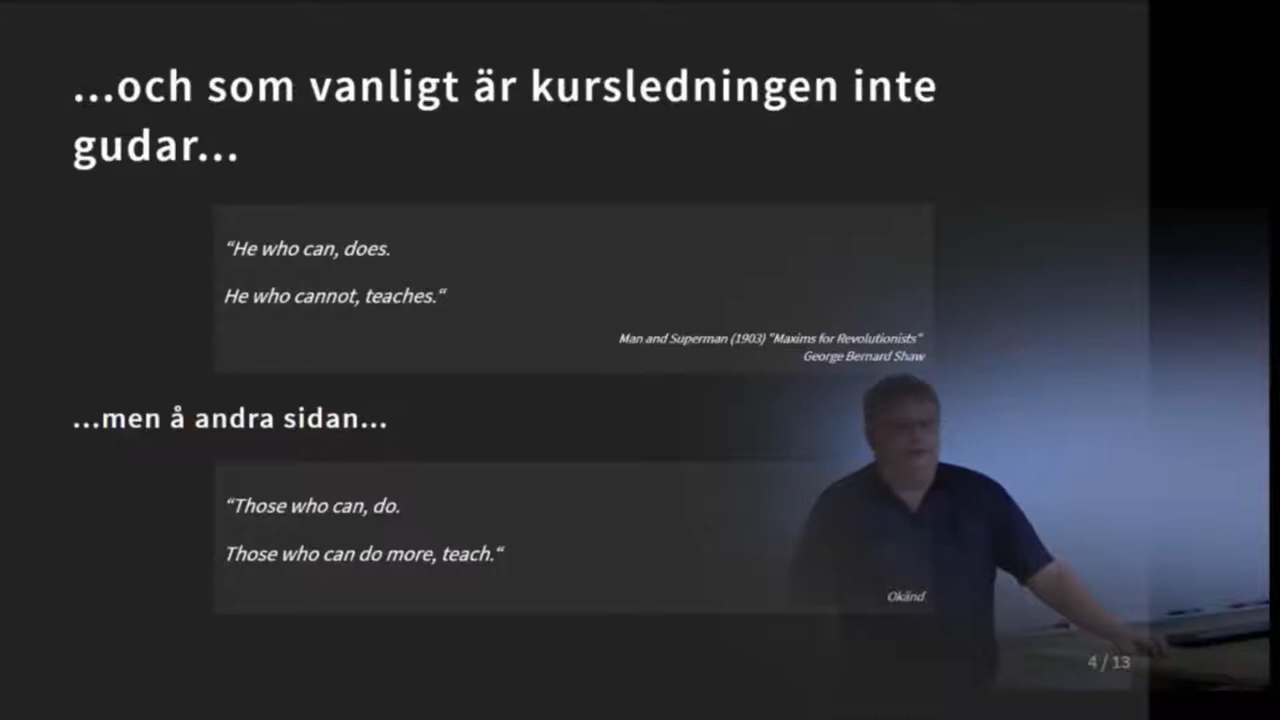 ...och som vanligt är kursledningen inte
gudar...
“He who can, does.
He who cannot, teaches.“
Man and Superman (1903) "Maxims for Revolutionists"
George Bernard Shaw
...men å andra sidan...
“Those who can, do.
Those who can do more, teach.“
Okänd
4 / 13